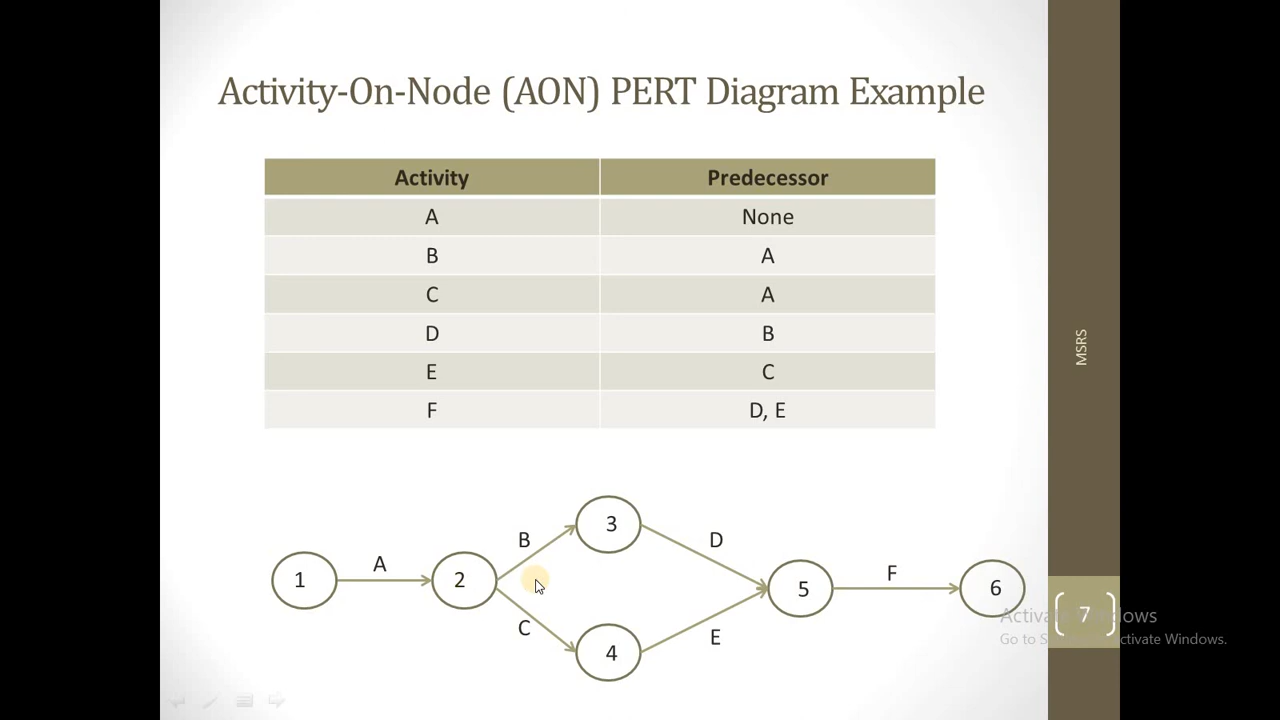 Activity-On-Node (AON) PERT Diagram Example
Activity Predecessor
A None
B A
C A
D B
E C
F D, E
MSRS
1
A
2
B
C
3
4
D
E
5
F
6
7
Activate Windows
Go to S ctivate Windows.